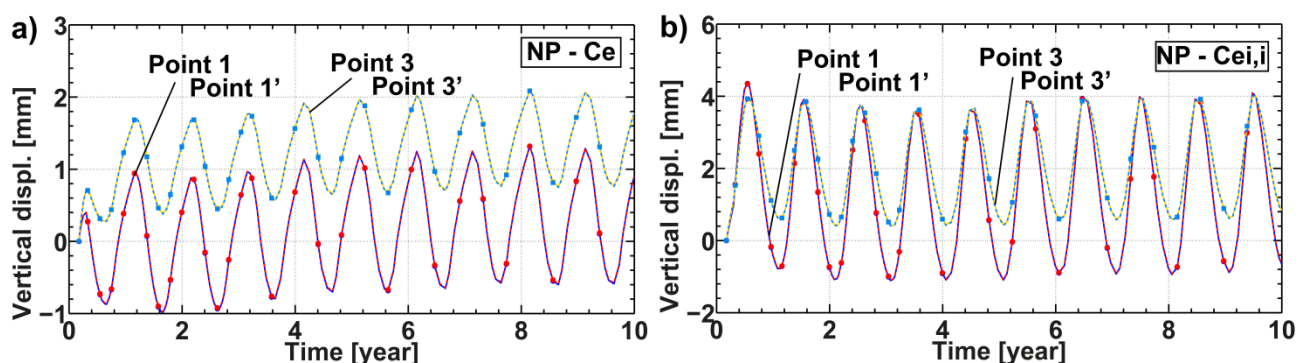 a)
NP - Ce
Point 1
Point 1’
Point 3
Point 3’
Vertical displ. [mm]
3
2
1
0
−1
0 2 4 6 8 10
Time [year]
b)
NP - Cei,i
Point 1
Point 1’
Point 3
Point 3’
Vertical displ. [mm]
6
4
2
0
−2
0 2 4 6 8 10
Time [year]